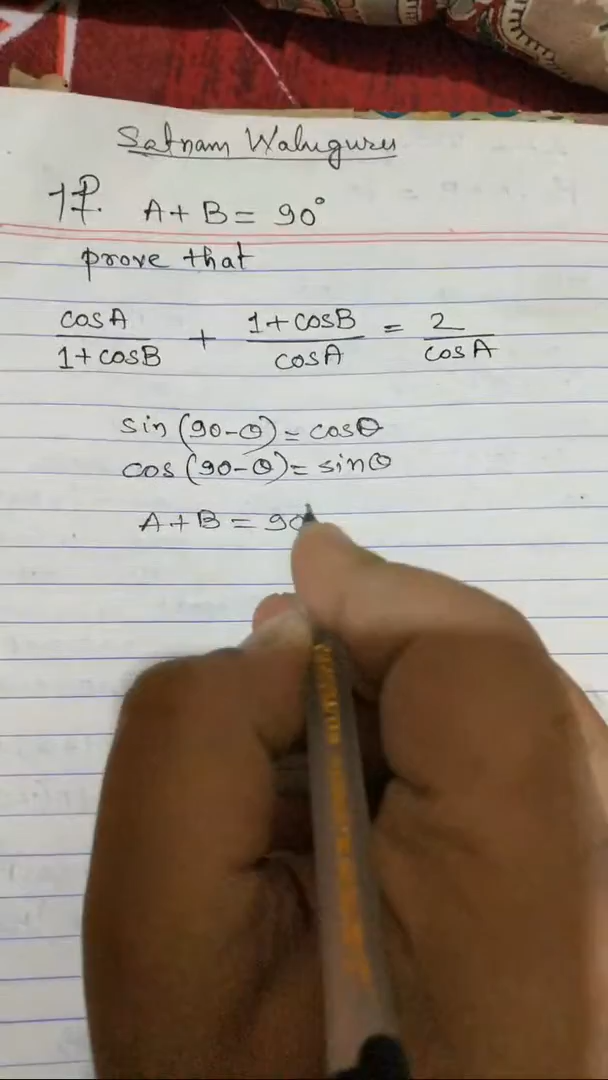 Satnam Waheguru
If. A + B = 90°
prove that
cosA/1+cosB + 1+cosB/cosA = 2/cosA
sin (90-θ) = cosθ
cos (90-θ) = sinθ
A + B = 90